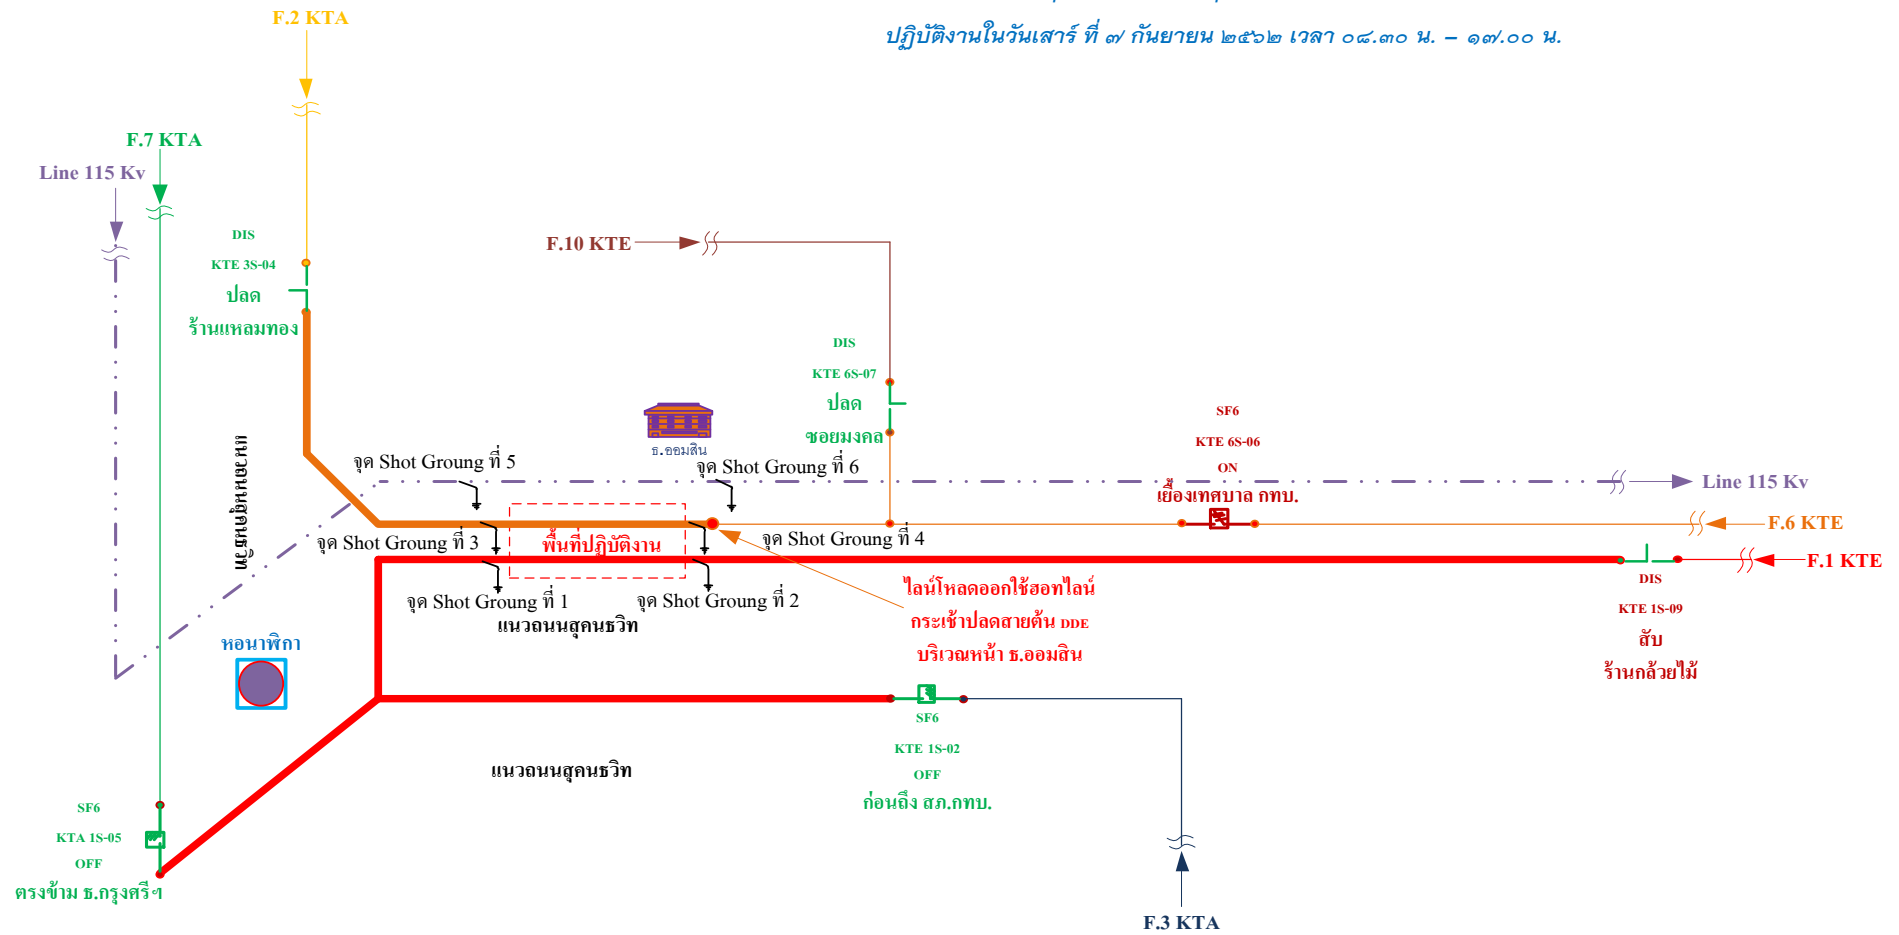 ปฏิบัติงานในวันเสาร์ ที่ ๗ กันยายน ๒๕๖๒ เวลา ๐๘.๓๐ น. – ๑๗.๐๐ น.
F.2 KTA
F.7 KTA
Line 115 Kv
DIS
KTE 3S-04
ปลด
ร้านแหลมทอง
F.10 KTE
DIS
KTE 6S-07
ปลด
ซอยมงคล
ธ.ออมสิน
SF6
KTE 6S-06
ON
เยื้องเทศบาล กทบ.
Line 115 Kv
F.6 KTE
F.1 KTE
แนวถนนสุคนธวิท
จุด Shot Groung ที่ 5
จุด Shot Groung ที่ 6
จุด Shot Groung ที่ 3
พื้นที่ปฏิบัติงาน
จุด Shot Groung ที่ 4
จุด Shot Groung ที่ 1
จุด Shot Groung ที่ 2
แนวถนนสุคนธวิท
ไลน์โหลดออกใช้ฮอทไลน์
กระเช้าปลดสายต้น DDE
บริเวณหน้า ธ.ออมสิน
DIS
KTE 1S-09
สับ
ร้านกล้วยไม้
หอนาฬิกา
SF6
KTE 1S-02
OFF
ก่อนถึง สภ.กทบ.
แนวถนนสุคนธวิท
SF6
KTA 1S-05
OFF
ตรงข้าม ธ.กรุงศรีฯ
F.3 KTA